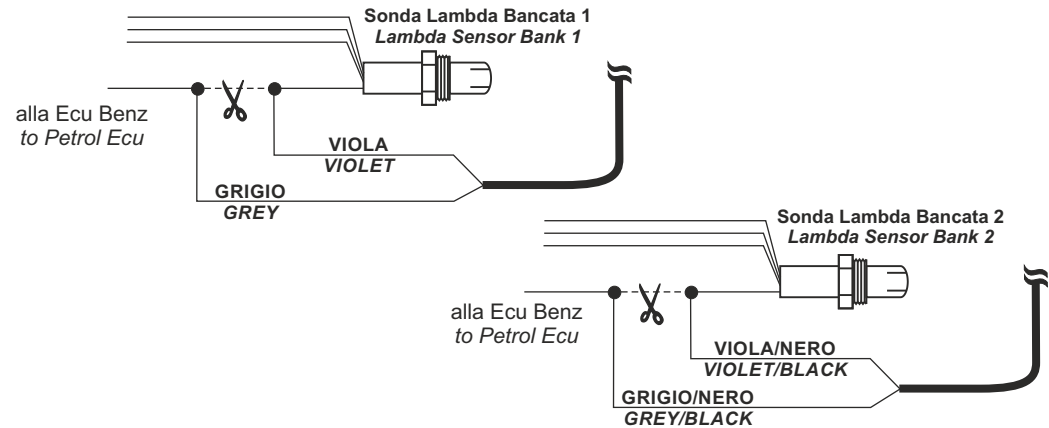 Sonda Lambda Bancata 1
Lambda Sensor Bank 1
alla Ecu Benz
to Petrol Ecu
VIOLA
VIOLET
GRIGIO
GREY
Sonda Lambda Bancata 2
Lambda Sensor Bank 2
alla Ecu Benz
to Petrol Ecu
VIOLA/NERO
VIOLET/BLACK
GRIGIO/NERO
GREY/BLACK